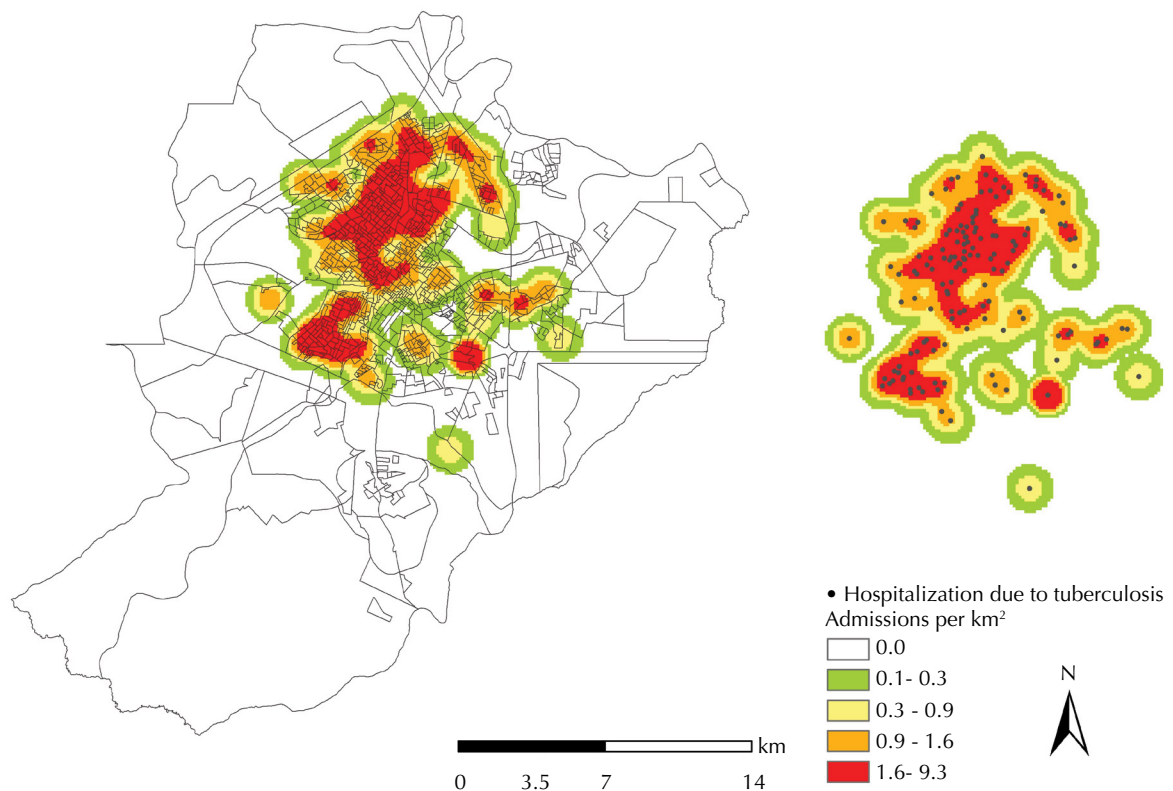 • Hospitalization due to tuberculosis
Admissions per km²
0.0
0.1- 0.3
0.3 - 0.9
0.9 - 1.6
1.6- 9.3
N
km
0 3.5 7 14